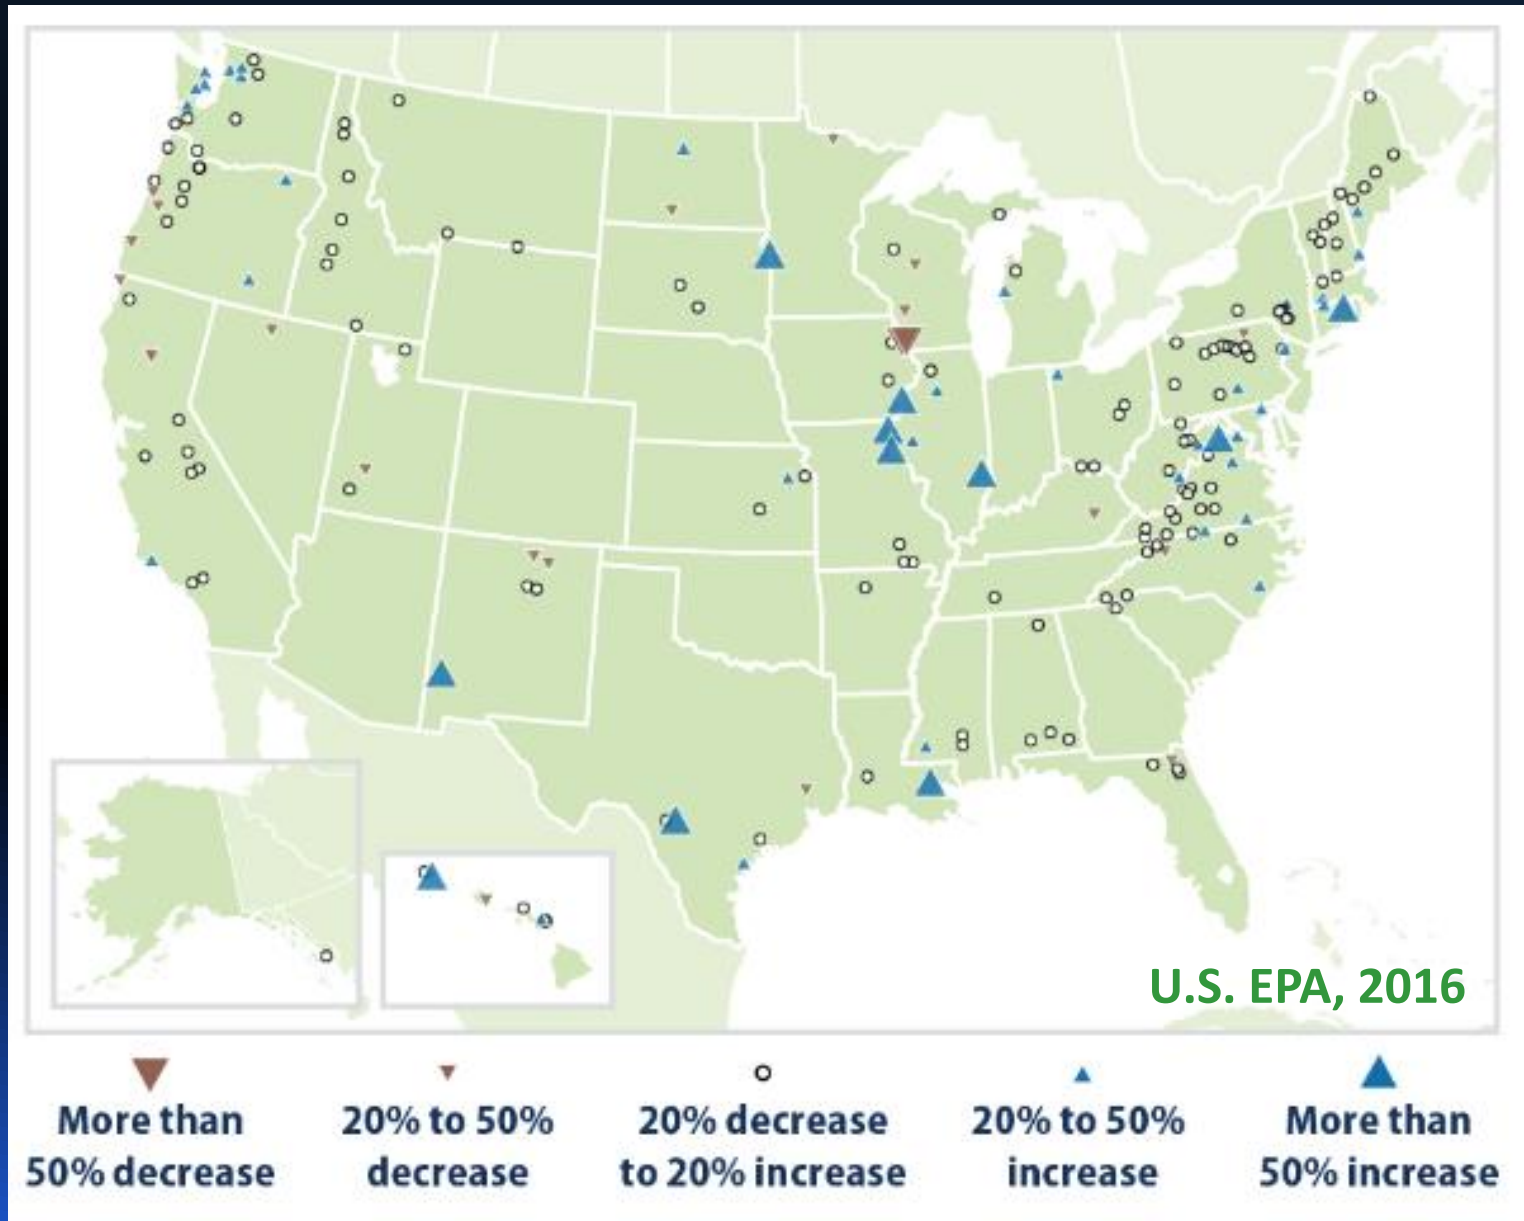 U.S. EPA, 2016
More than
50% decrease
20% to 50%
decrease
20% decrease
to 20% increase
20% to 50%
increase
More than
50% increase